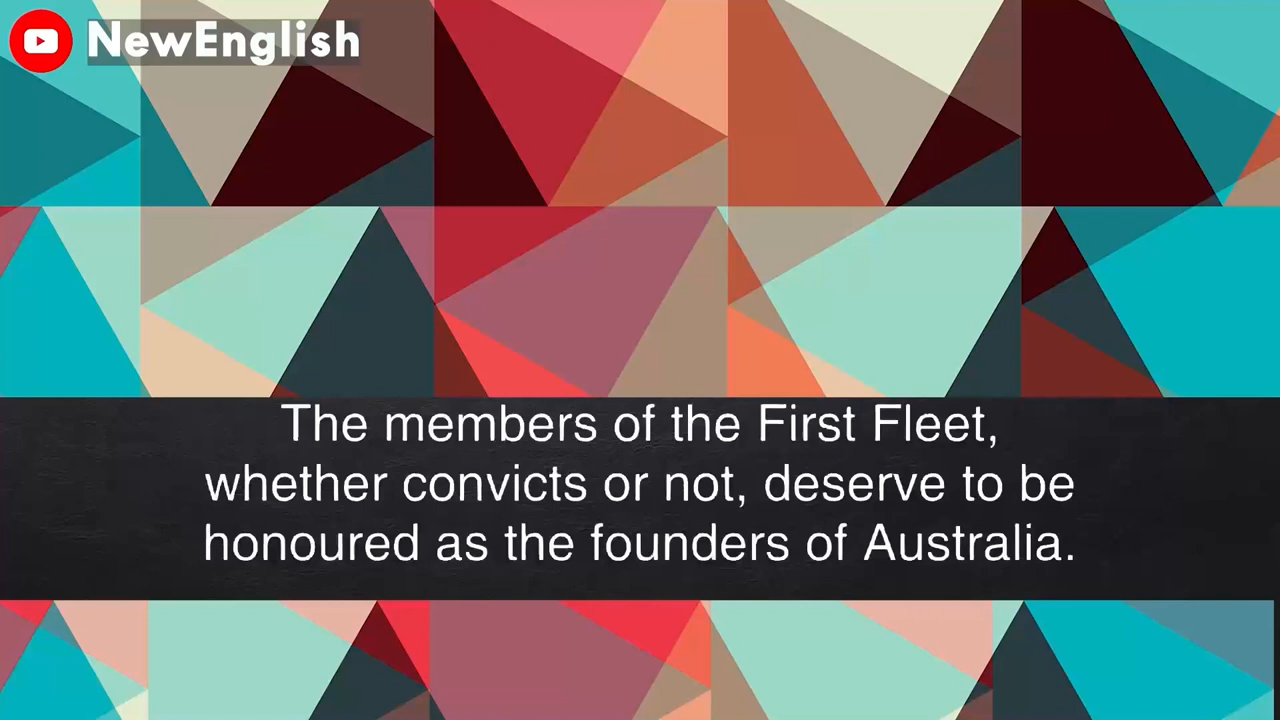 NewEnglish
The members of the First Fleet,
whether convicts or not, deserve to be
honoured as the founders of Australia.